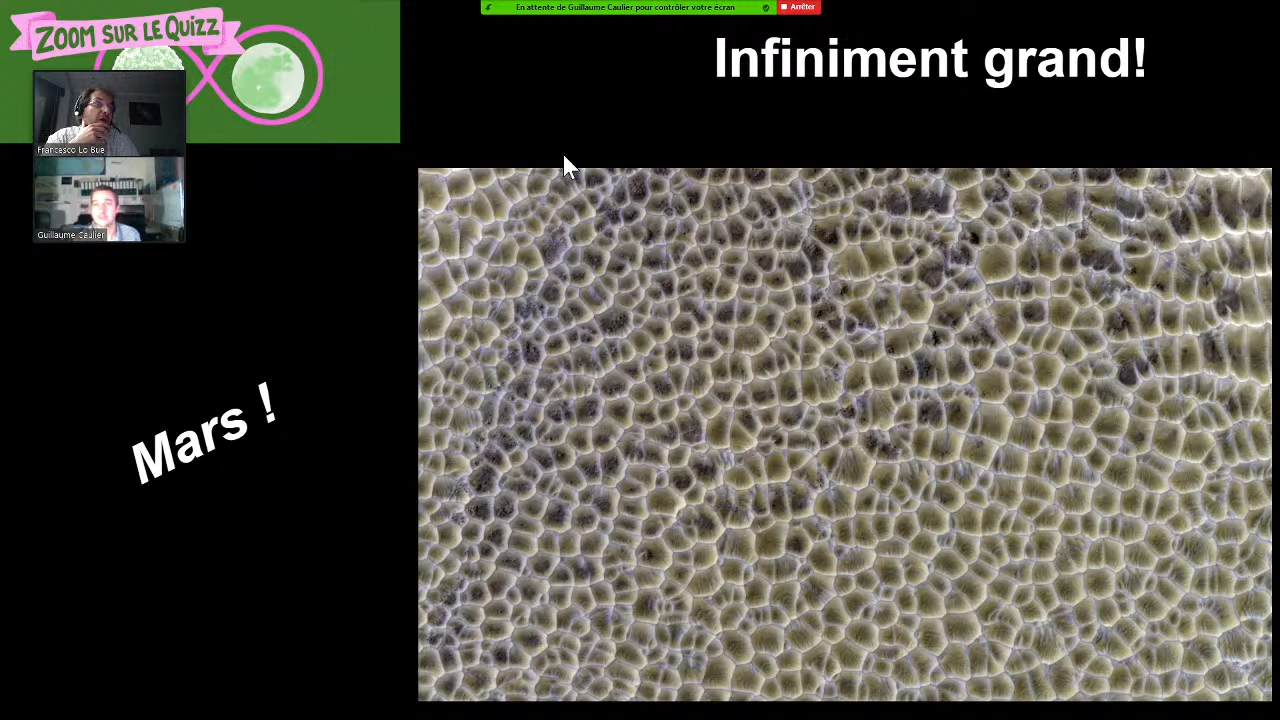 En attente de Guillaume Caulier pour contrôler votre écran
Arrêter
ZOOM SUR LE QUIZZ
Infiniment grand!
Francesco Lo Bue
Guillaume Caulier
Mars !